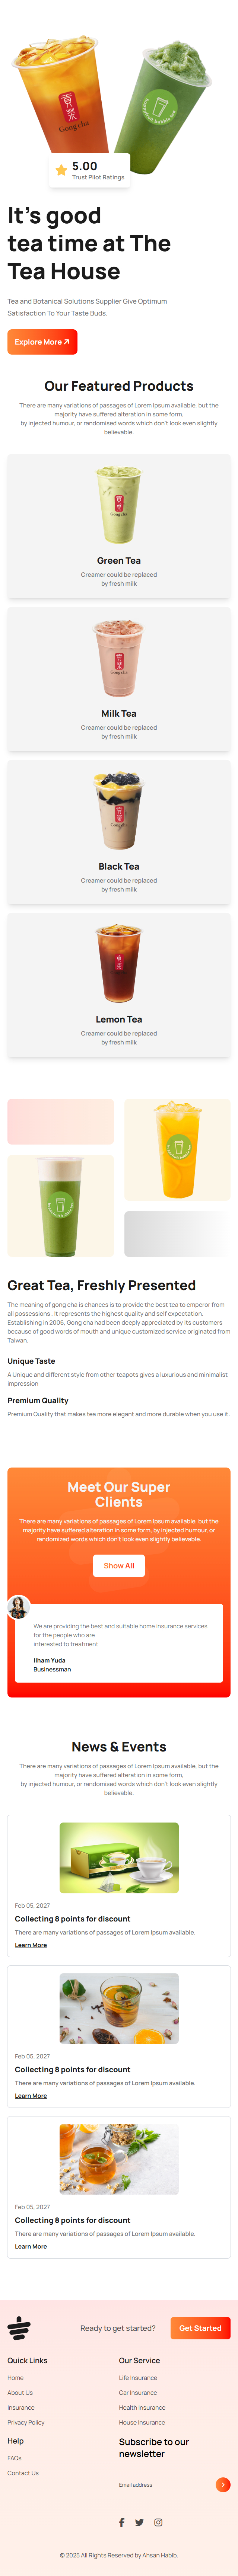 貢茶
Gong cha
5.00
Trust Pilot Ratings
It's good
tea time at The
Tea House
Tea and Botanical Solutions Supplier Give Optimum
Satisfaction To Your Taste Buds.
Explore More
Our Featured Products
There are many variations of passages of Lorem Ipsum available, but the
majority have suffered alteration in some form,
by injected humour, or randomised words which don't look even slightly
believable.
貢茶
Gong cha
Green Tea
Creamer could be replaced
by fresh milk
貢茶
Gong cha
Milk Tea
Creamer could be replaced
by fresh milk
貢茶
Gong cha
Black Tea
Creamer could be replaced
by fresh milk
Lemon Tea
Creamer could be replaced
by fresh milk
Great Tea, Freshly Presented
The meaning of gong cha is chances is to provide the best tea to emperor from
all possessions . It represents the highest quality and self expectation.
Establishing in 2006, Gong cha had been deeply appreciated by its customers
because of good words of mouth and unique customized service originated from
Taiwan.
Unique Taste
A Unique and different style from other teapots gives a luxurious and minimalist
impression
Premium Quality
Premium Quality that makes tea more elegant and more durable when you use it.
Meet Our Super
Clients
There are many variations of passages of Lorem Ipsum available, but the
majority have suffered alteration in some form, by injected humour, or
randomised words which don't look even slightly believable.
Show All
We are providing the best and suitable home insurance services
for the people who are
interested to treatment
Ilham Yuda
Businessman
News & Events
There are many variations of passages of Lorem Ipsum available, but the
majority have suffered alteration in some form,
by injected humour, or randomised words which don't look even slightly
believable.
Feb 05, 2027
Collecting 8 points for discount
There are many variations of passages of Lorem Ipsum available.
Learn More
Feb 05, 2027
Collecting 8 points for discount
There are many variations of passages of Lorem Ipsum available.
Learn More
Feb 05, 2027
Collecting 8 points for discount
There are many variations of passages of Lorem Ipsum available.
Learn More
Ready to get started?
Get Started
Quick Links
Home
About Us
Insurance
Privacy Policy
Help
FAQs
Contact Us
Our Service
Life Insurance
Car Insurance
Health Insurance
House Insurance
Subscribe to our
newsletter
Email address
© 2025 All Rights Reserved by Ahsan Habib.